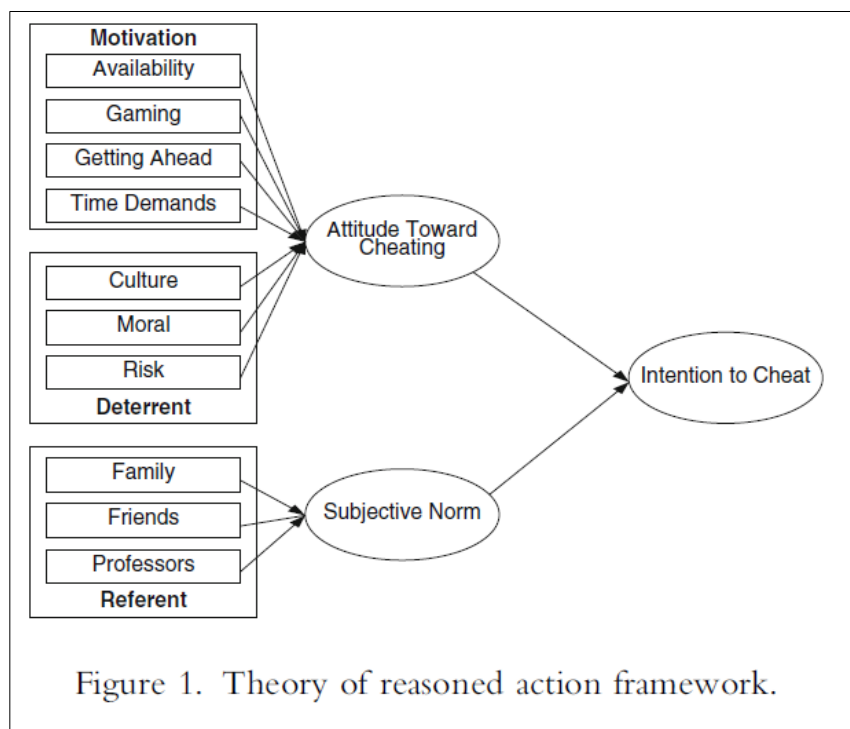 Motivation
Availability
Gaming
Getting Ahead
Time Demands
Culture
Moral
Risk
Deterrent
Family
Friends
Professors
Referent
Attitude Toward
Cheating
Subjective Norm
Intention to Cheat
Figure 1. Theory of reasoned action framework.